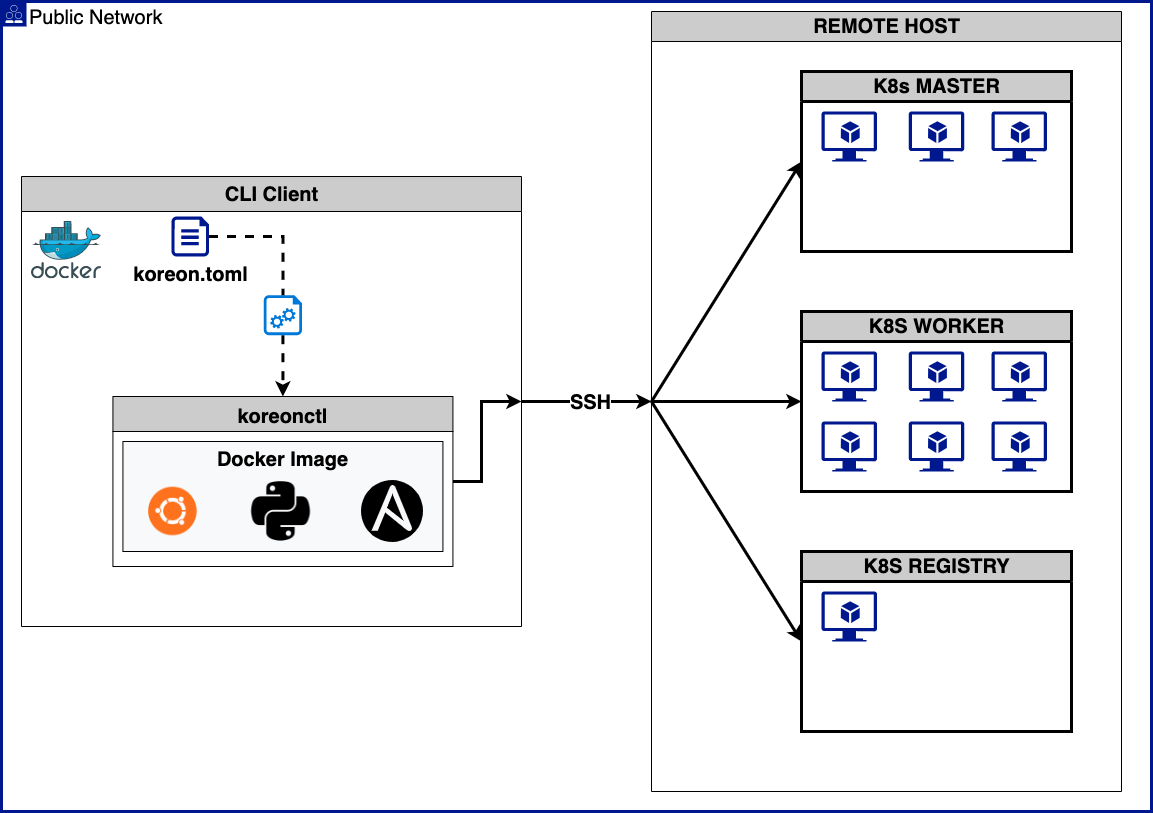 Public Network
REMOTE HOST
K8s MASTER
CLI Client
docker
koreon.toml
K8S WORKER
SSH
koreonctl
Docker Image
K8S REGISTRY